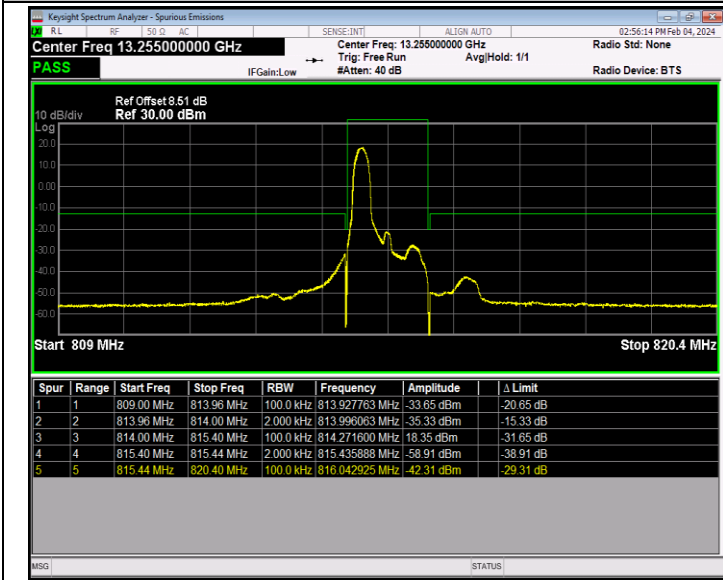 Keysight Spectrum Analyzer - Spurious Emissions
RL RF 50 Ω AC SENSE:INT ALIGN AUTO 02:56:14 PM Feb 04, 2024
Center Freq 13.255000000 GHz Center Freq: 13.255000000 GHz Radio Std: None
Trig: Free Run Avg|Hold: 1/1
PASS IFGain:Low #Atten: 40 dB Radio Device: BTS
Ref Offset 8.51 dB
10 dB/div Ref 30.00 dBm
Log
20.0
10.0
0.00
-10.0
-20.0
-30.0
-40.0
-50.0
-60.0
Start 809 MHz Stop 820.4 MHz
Spur Range Start Freq Stop Freq RBW Frequency Amplitude Δ Limit
1 1 809.00 MHz 813.96 MHz 100.0 kHz 813.927763 MHz -33.65 dBm -20.65 dB
2 2 813.96 MHz 814.00 MHz 2.000 kHz 813.996063 MHz -35.33 dBm -15.33 dB
3 3 814.00 MHz 815.40 MHz 100.0 kHz 814.271600 MHz 18.35 dBm -31.65 dB
4 4 815.40 MHz 815.44 MHz 2.000 kHz 815.435888 MHz -58.91 dBm -38.91 dB
5 5 815.44 MHz 820.40 MHz 100.0 kHz 816.042925 MHz -42.31 dBm -29.31 dB
MSG STATUS